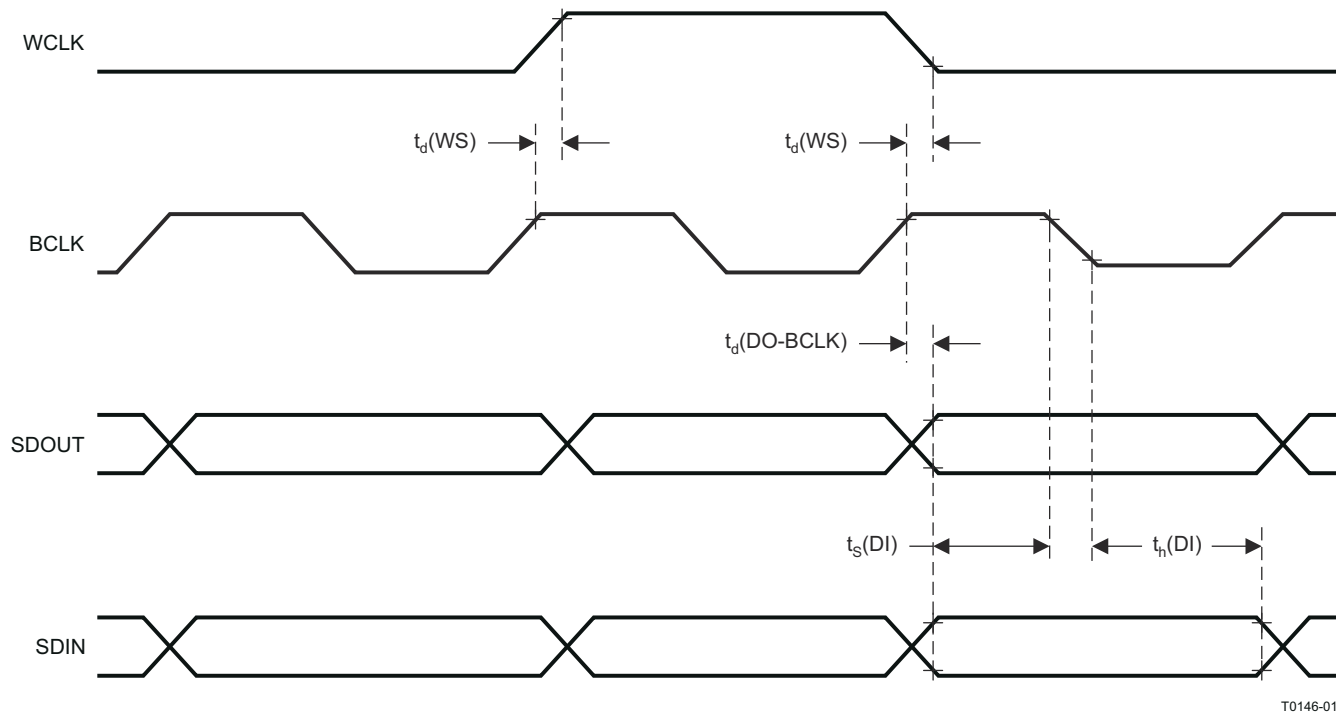 WCLK
td(WS)
td(WS)
BCLK
td(DO-BCLK)
SDOUT
tS(DI)
th(DI)
SDIN
T0146-01